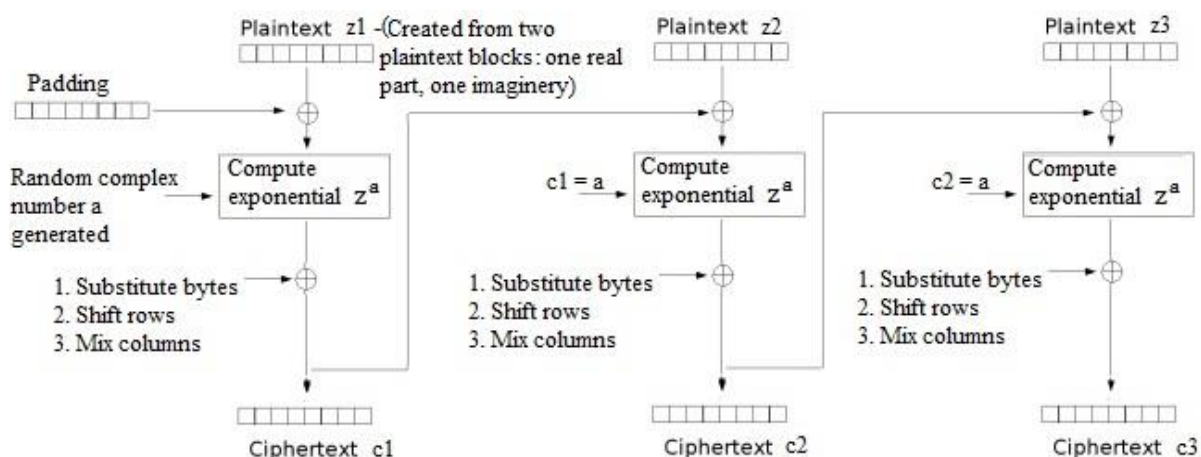 Plaintext z1 -(Created from two
plaintext blocks: one real
part, one imaginery)
Padding
Random complex
number a
generated
Compute
exponential z^a
1. Substitute bytes
2. Shift rows
3. Mix columns
Ciphertext c1
Plaintext z2
c1 = a
Compute
exponential z^a
1. Substitute bytes
2. Shift rows
3. Mix columns
Ciphertext c2
Plaintext z3
c2 = a
Compute
exponential z^a
1. Substitute bytes
2. Shift rows
3. Mix columns
Ciphertext c3